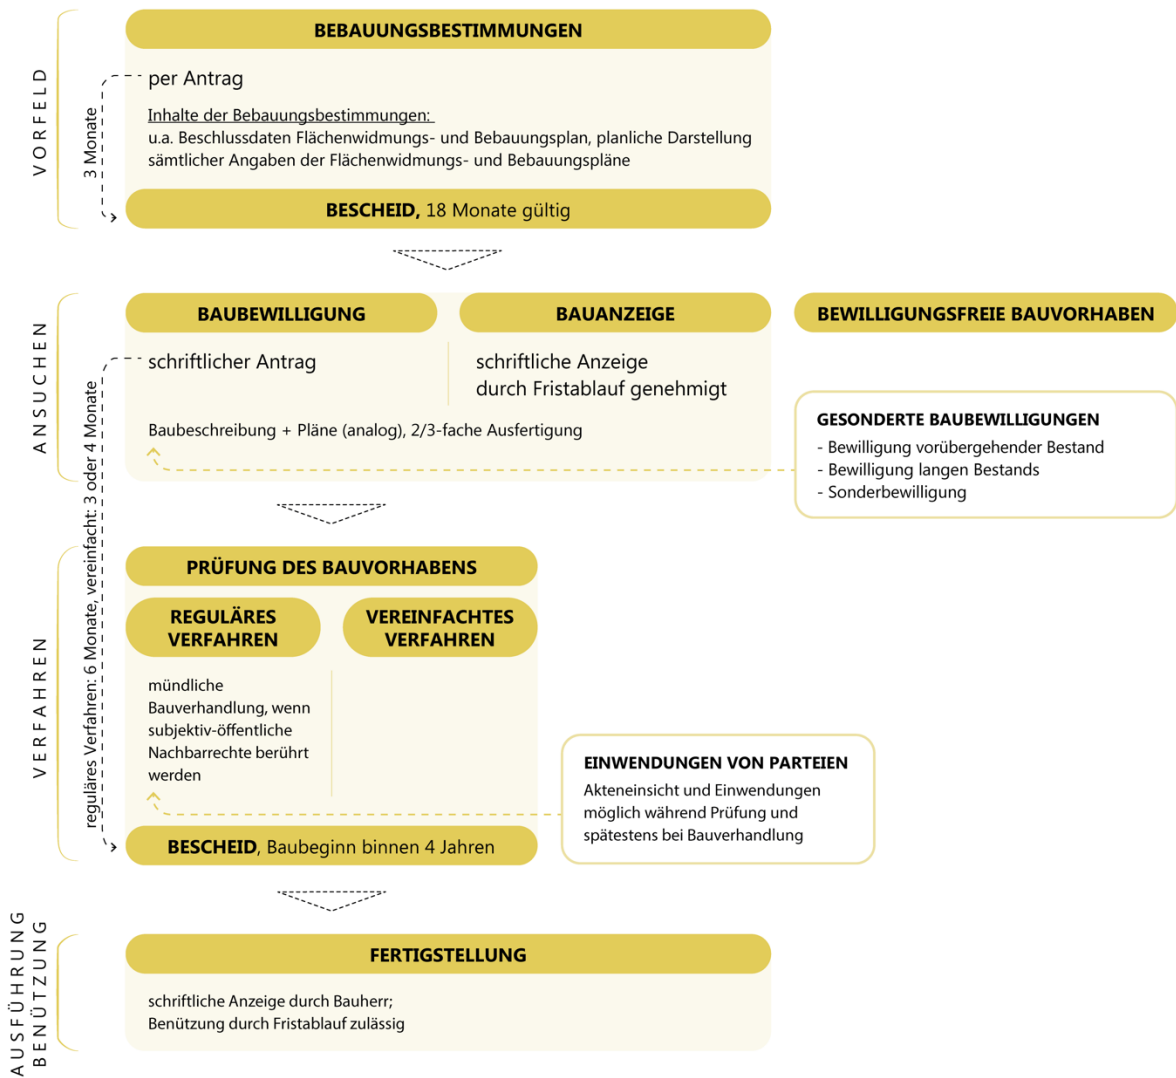 VORFELD
3 Monate
BEBAUUNGSBESTIMMUNGEN
per Antrag
Inhalte der Bebauungsbestimmungen:
u.a. Beschlussdaten Flächenwidmungs- und Bebauungsplan, planliche Darstellung
sämtlicher Angaben der Flächenwidmungs- und Bebauungspläne
BESCHEID, 18 Monate gültig
ANSUCHEN
reguläres Verfahren: 6 Monate, vereinfacht: 3 oder 4 Monate
BAUBEWILLIGUNG
schriftlicher Antrag
BAUANZEIGE
schriftliche Anzeige
durch Fristablauf genehmigt
Baubeschreibung + Pläne (analog), 2/3-fache Ausfertigung
BEWILLIGUNGSFREIE BAUVORHABEN
GESONDERTE BAUBEWILLIGUNGEN
- Bewilligung vorübergehender Bestand
- Bewilligung langen Bestands
- Sonderbewilligung
VERFAHREN
PRÜFUNG DES BAUVORHABENS
REGULÄRES
VERFAHREN
VEREINFACHTES
VERFAHREN
mündliche
Bauverhandlung, wenn
subjektiv-öffentliche
Nachbarrechte berührt
werden
EINWENDUNGEN VON PARTEIEN
Akteneinsicht und Einwendungen
möglich während Prüfung und
spätestens bei Bauverhandlung
BESCHEID, Baubeginn binnen 4 Jahren
AUSFÜHRUNG
BENÜTZUNG
FERTIGSTELLUNG
schriftliche Anzeige durch Bauherr;
Benützung durch Fristablauf zulässig